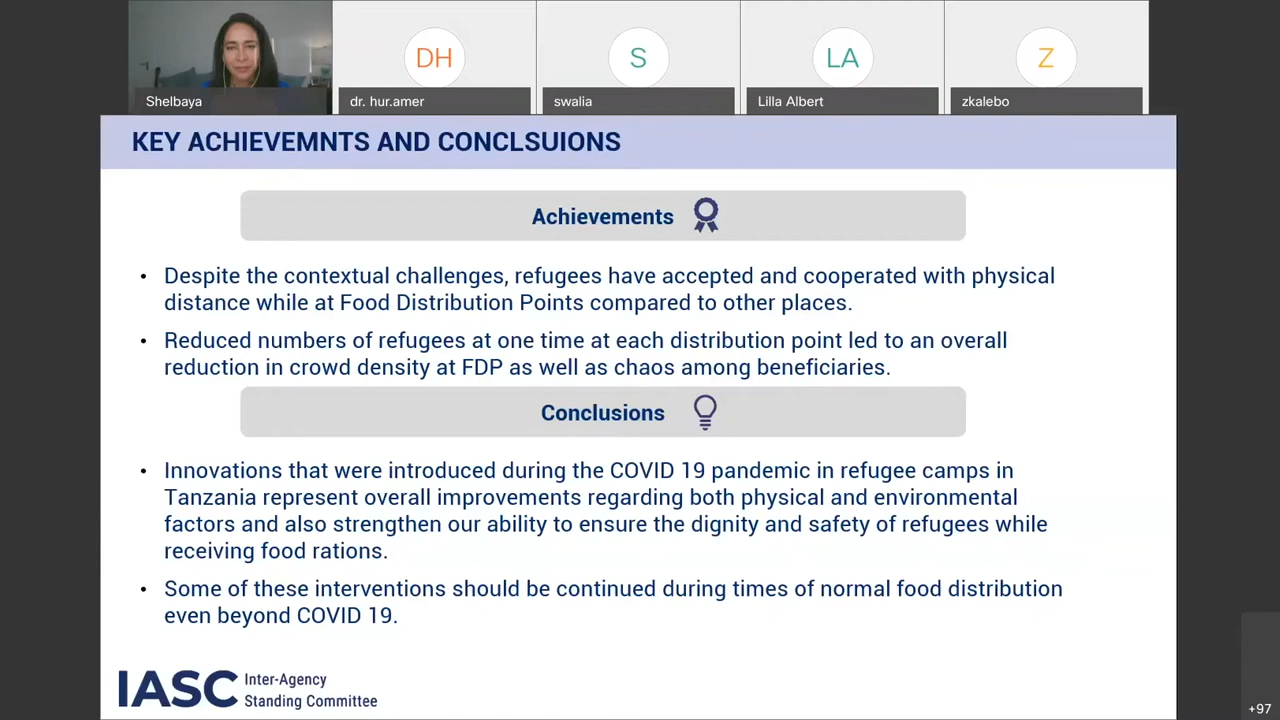 DH
S
LA
Z
Shelbaya
dr. hur.amer
swalia
Lilla Albert
zkalebo
KEY ACHIEVEMNTS AND CONCLSUIONS
Achievements
• Despite the contextual challenges, refugees have accepted and cooperated with physical
distance while at Food Distribution Points compared to other places.
• Reduced numbers of refugees at one time at each distribution point led to an overall
reduction in crowd density at FDP as well as chaos among beneficiaries.
Conclusions
• Innovations that were introduced during the COVID 19 pandemic in refugee camps in
Tanzania represent overall improvements regarding both physical and environmental
factors and also strengthen our ability to ensure the dignity and safety of refugees while
receiving food rations.
• Some of these interventions should be continued during times of normal food distribution
even beyond COVID 19.
IASC
Inter-Agency
Standing Committee
+97